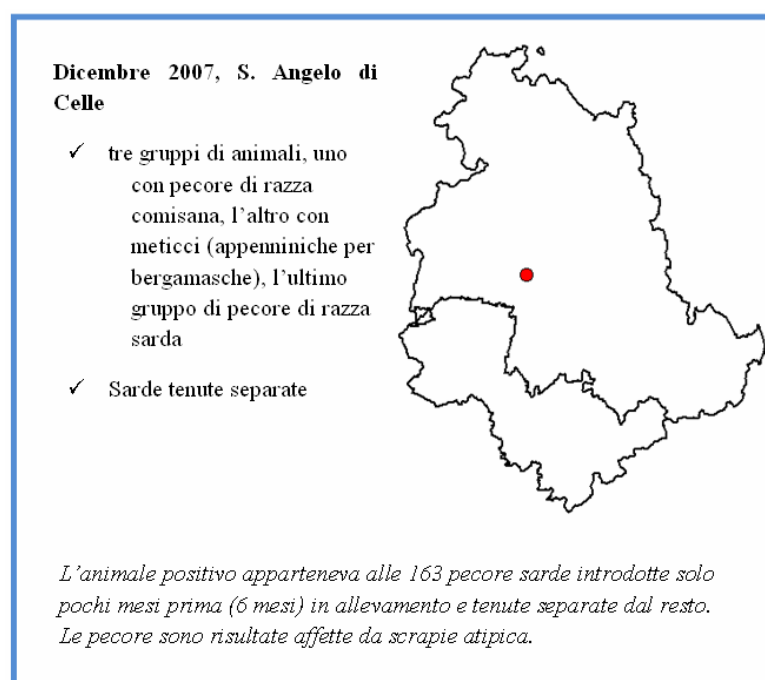 Dicembre 2007, S. Angelo di
Celle
✓ tre gruppi di animali, uno
con pecore di razza
comisana, l'altro con
meticci (appenniniche per
bergamasche), l'ultimo
gruppo di pecore di razza
sarda
✓ Sarde tenute separate
L'animale positivo apparteneva alle 163 pecore sarde introdotte solo
pochi mesi prima (6 mesi) in allevamento e tenute separate dal resto.
Le pecore sono risultate affette da scrapie atipica.